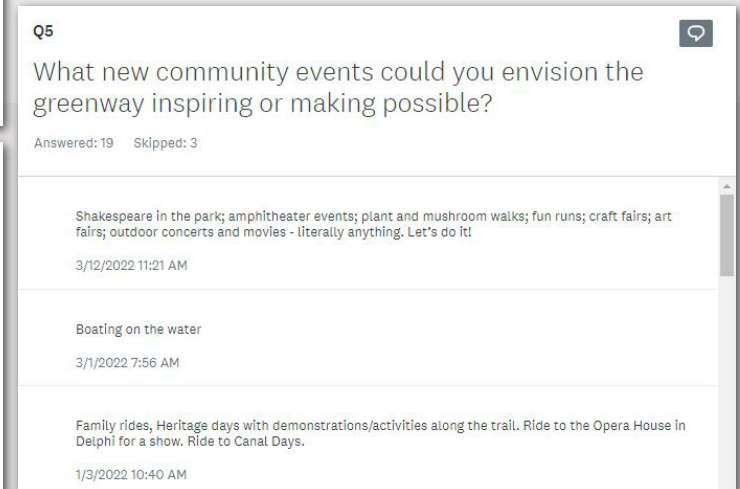 Q5
What new community events could you envision the
greenway inspiring or making possible?
Answered: 19 Skipped: 3
Shakespeare in the park; amphitheater events; plant and mushroom walks; fun runs; craft fairs; art
fairs; outdoor concerts and movies - literally anything. Let's do it!
3/12/2022 11:21 AM
Boating on the water
3/1/2022 7:56 AM
Family rides, Heritage days with demonstrations/activities along the trail. Ride to the Opera House in
Delphi for a show. Ride to Canal Days.
1/3/2022 10:40 AM